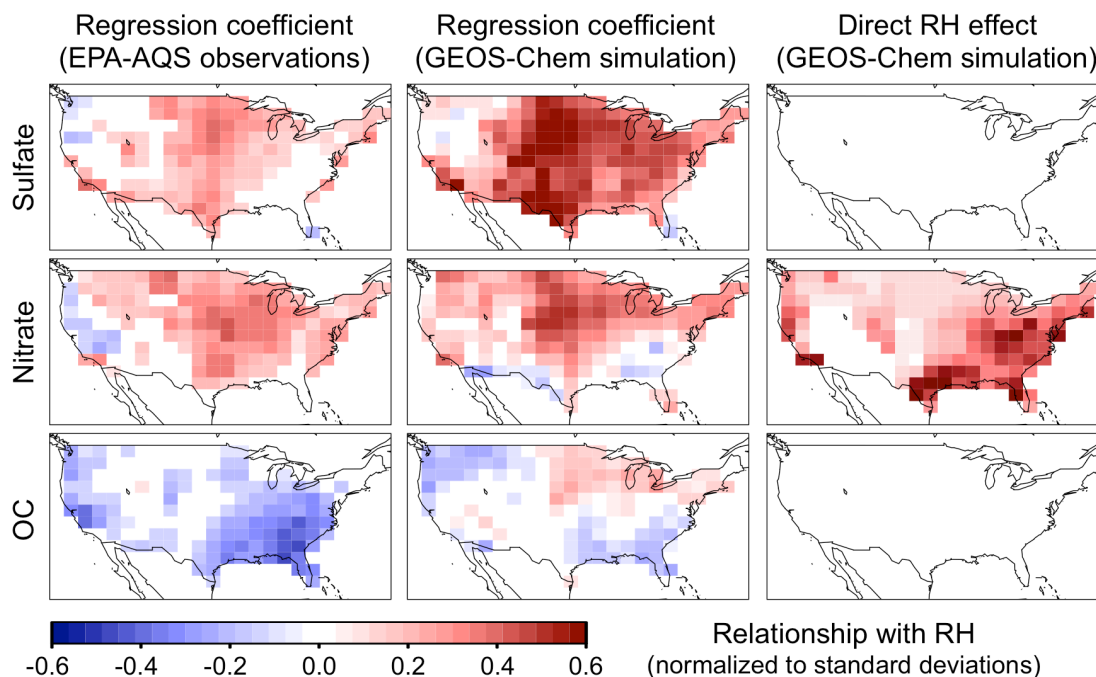 Regression coefficient
(EPA-AQS observations)
Regression coefficient
(GEOS-Chem simulation)
Direct RH effect
(GEOS-Chem simulation)
Sulfate
Nitrate
OC
-0.6 -0.4 -0.2 0.0 0.2 0.4 0.6
Relationship with RH
(normalized to standard deviations)